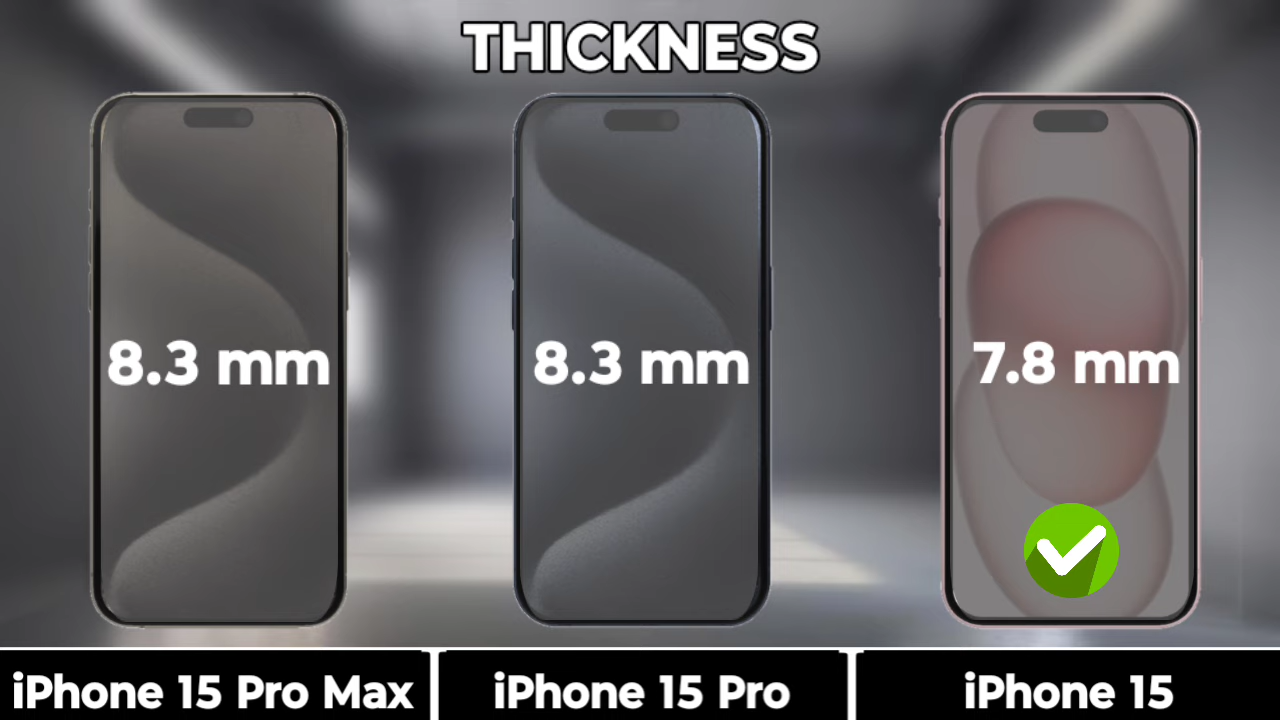 THICKNESS
8.3 mm
8.3 mm
7.8 mm
iPhone 15 Pro Max
iPhone 15 Pro
iPhone 15